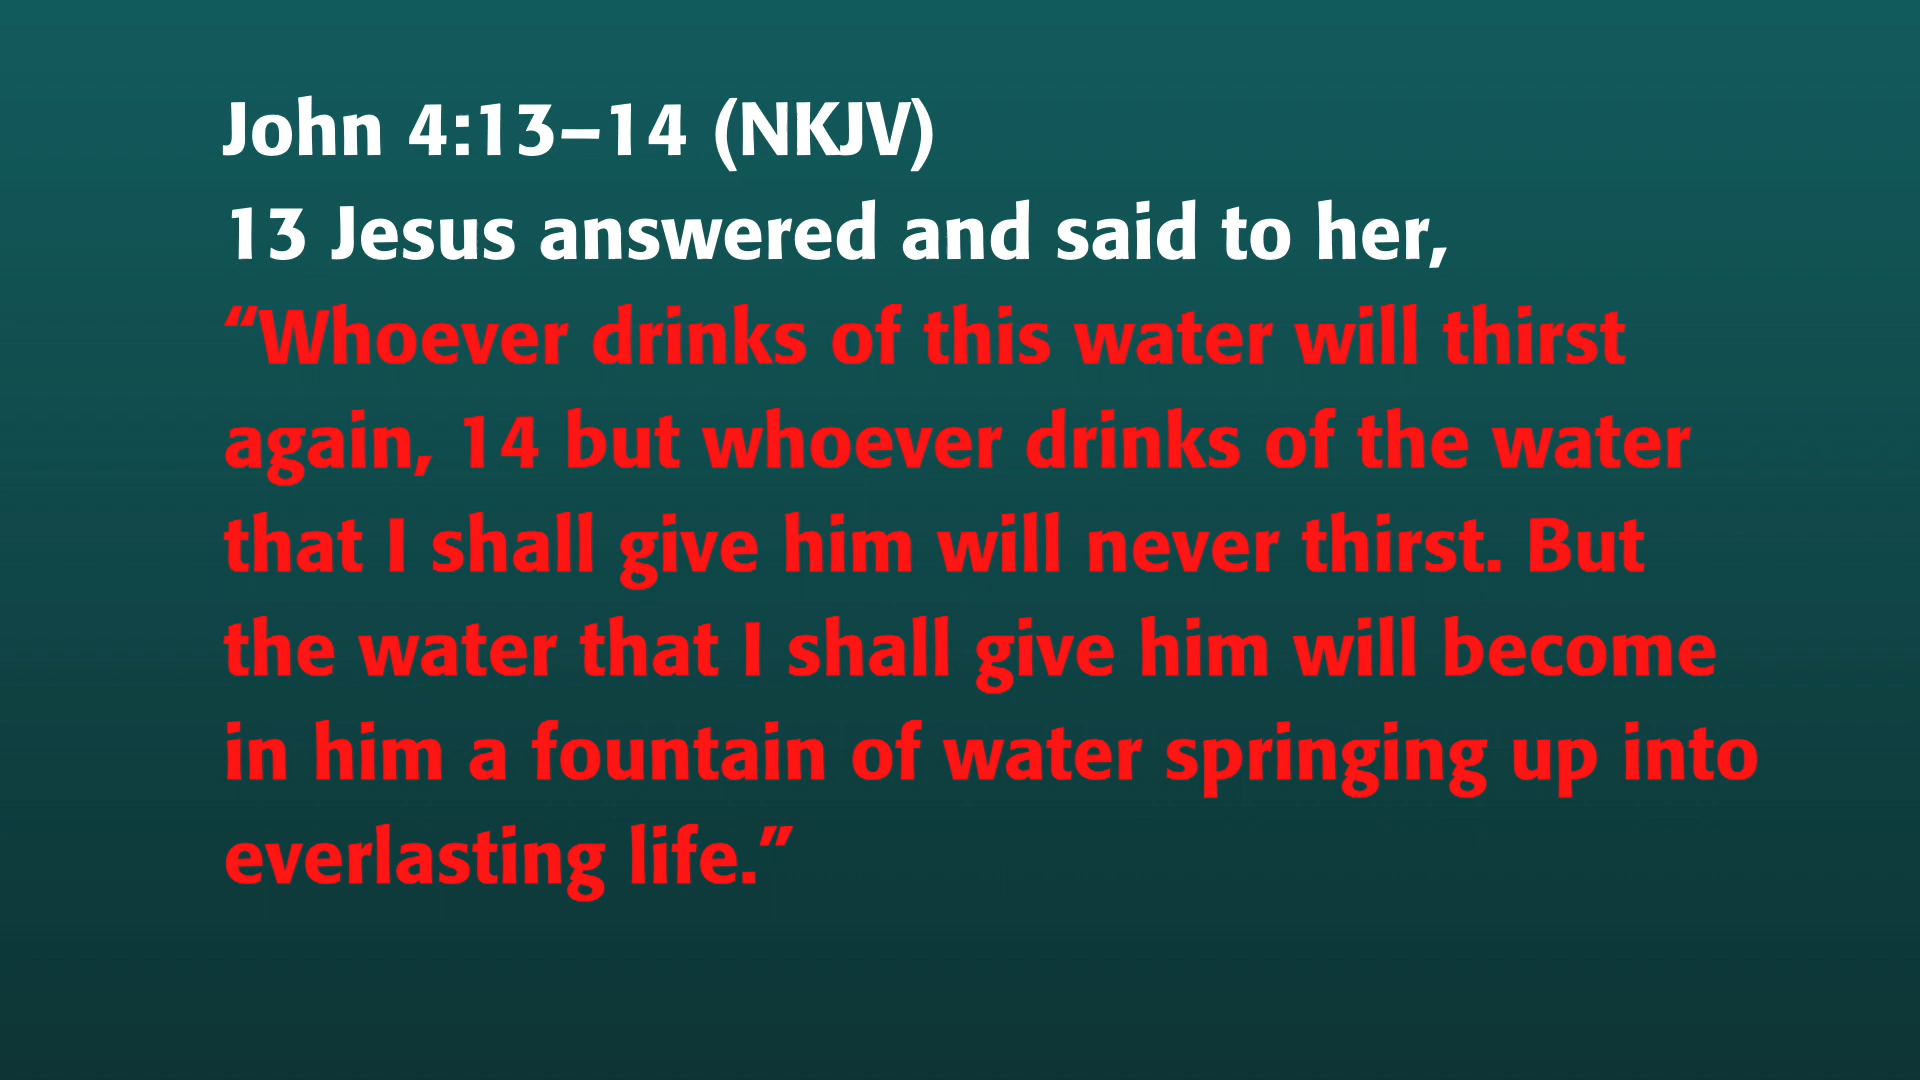 John 4:13–14 (NKJV)
13 Jesus answered and said to her,
“Whoever drinks of this water will thirst
again, 14 but whoever drinks of the water
that I shall give him will never thirst. But
the water that I shall give him will become
in him a fountain of water springing up into
everlasting life.”